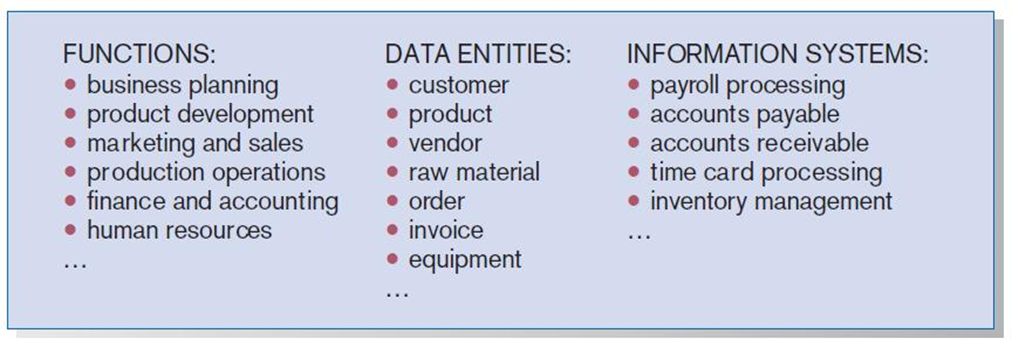 FUNCTIONS:
• business planning
• product development
• marketing and sales
• production operations
• finance and accounting
• human resources
…
DATA ENTITIES:
• customer
• product
• vendor
• raw material
• order
• invoice
• equipment
…
INFORMATION SYSTEMS:
• payroll processing
• accounts payable
• accounts receivable
• time card processing
• inventory management
…